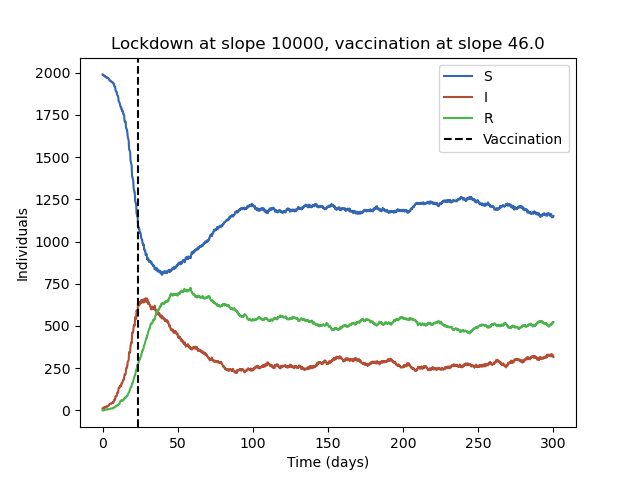 Lockdown at slope 10000, vaccination at slope 46.0
S
I
R
Vaccination
Individuals
2000
1750
1500
1250
1000
750
500
250
0
0 50 100 150 200 250 300
Time (days)